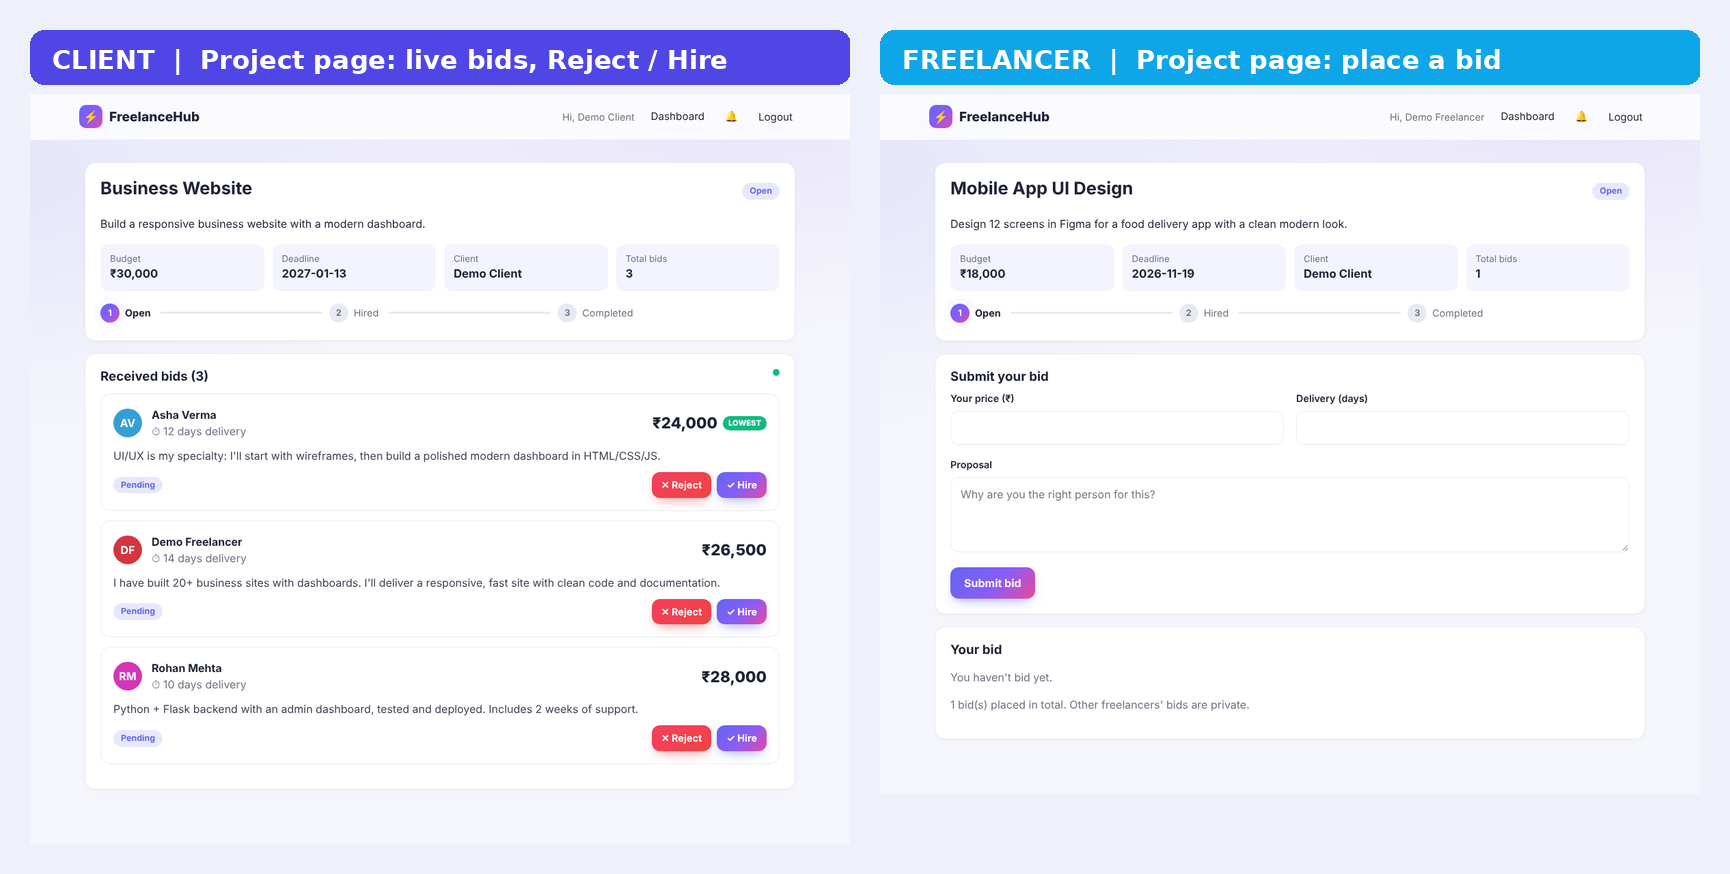 CLIENT | Project page: live bids, Reject / Hire
⚡ FreelanceHub
Hi, Demo Client Dashboard 🔔 Logout
Business Website
Open
Build a responsive business website with a modern dashboard.
Budget
₹30,000
Deadline
2027-01-13
Client
Demo Client
Total bids
3
1 Open
2 Hired
3 Completed
Received bids (3)
AV
Asha Verma
⏱ 12 days delivery
₹24,000 LOWEST
UI/UX is my specialty: I'll start with wireframes, then build a polished modern dashboard in HTML/CSS/JS.
Pending
✕ Reject
✓ Hire
DF
Demo Freelancer
⏱ 14 days delivery
₹26,500
I have built 20+ business sites with dashboards. I'll deliver a responsive, fast site with clean code and documentation.
Pending
✕ Reject
✓ Hire
RM
Rohan Mehta
⏱ 10 days delivery
₹28,000
Python + Flask backend with an admin dashboard, tested and deployed. Includes 2 weeks of support.
Pending
✕ Reject
✓ Hire
FREELANCER | Project page: place a bid
⚡ FreelanceHub
Hi, Demo Freelancer Dashboard 🔔 Logout
Mobile App UI Design
Open
Design 12 screens in Figma for a food delivery app with a clean modern look.
Budget
₹18,000
Deadline
2026-11-19
Client
Demo Client
Total bids
1
1 Open
2 Hired
3 Completed
Submit your bid
Your price (₹)
Delivery (days)
Proposal
Why are you the right person for this?
Submit bid
Your bid
You haven't bid yet.
1 bid(s) placed in total. Other freelancers' bids are private.